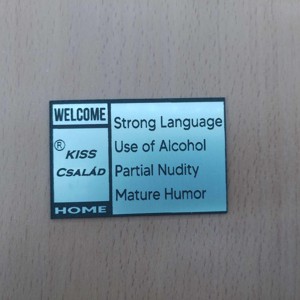 WELCOME
® KISS
CSALÁD
HOME
Strong Language
Use of Alcohol
Partial Nudity
Mature Humor